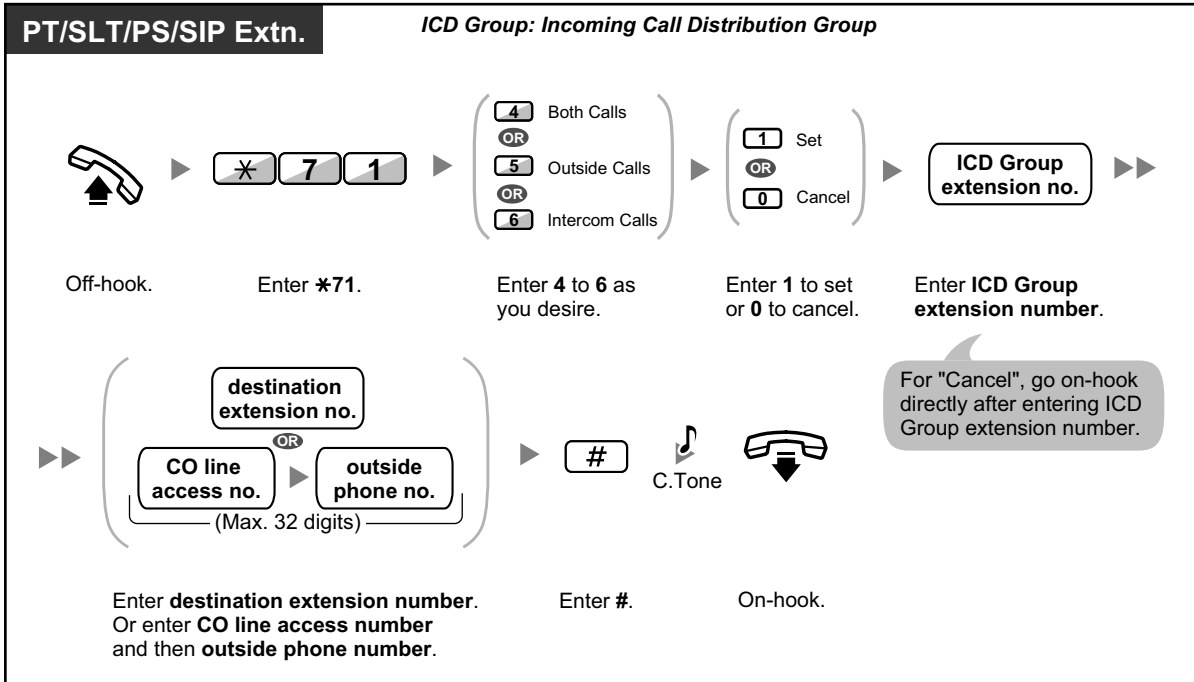 PT/SLT/PS/SIP Extn.
ICD Group: Incoming Call Distribution Group
4 Both Calls
OR
5 Outside Calls
OR
6 Intercom Calls
1 Set
OR
0 Cancel
✳ 7 1
ICD Group
extension no.
Off-hook.
Enter ✳71.
Enter 4 to 6 as
you desire.
Enter 1 to set
or 0 to cancel.
Enter ICD Group
extension number.
For "Cancel", go on-hook
directly after entering ICD
Group extension number.
destination
extension no.
OR
CO line
access no.
outside
phone no.
(Max. 32 digits)
#
C.Tone
Enter destination extension number.
Or enter CO line access number
and then outside phone number.
Enter #.
On-hook.